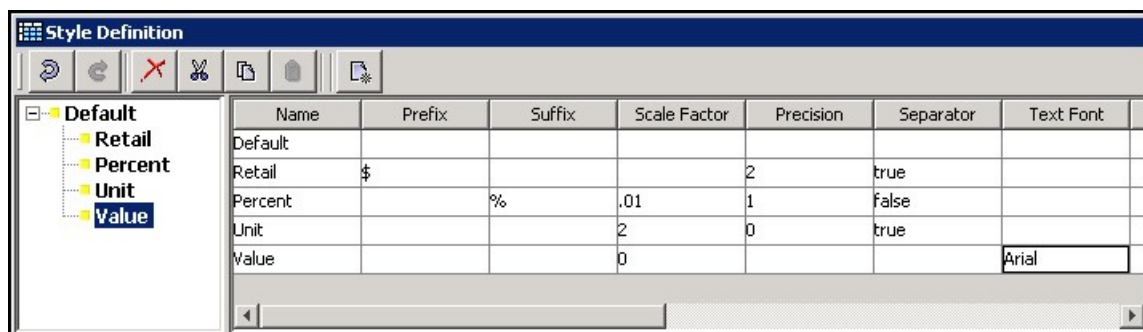 Style Definition
Default
Retail
Percent
Unit
Value
Name Prefix Suffix Scale Factor Precision Separator Text Font
Default
Retail $ 2 true
Percent % .01 1 false
Unit 2 0 true
Value 0 Arial